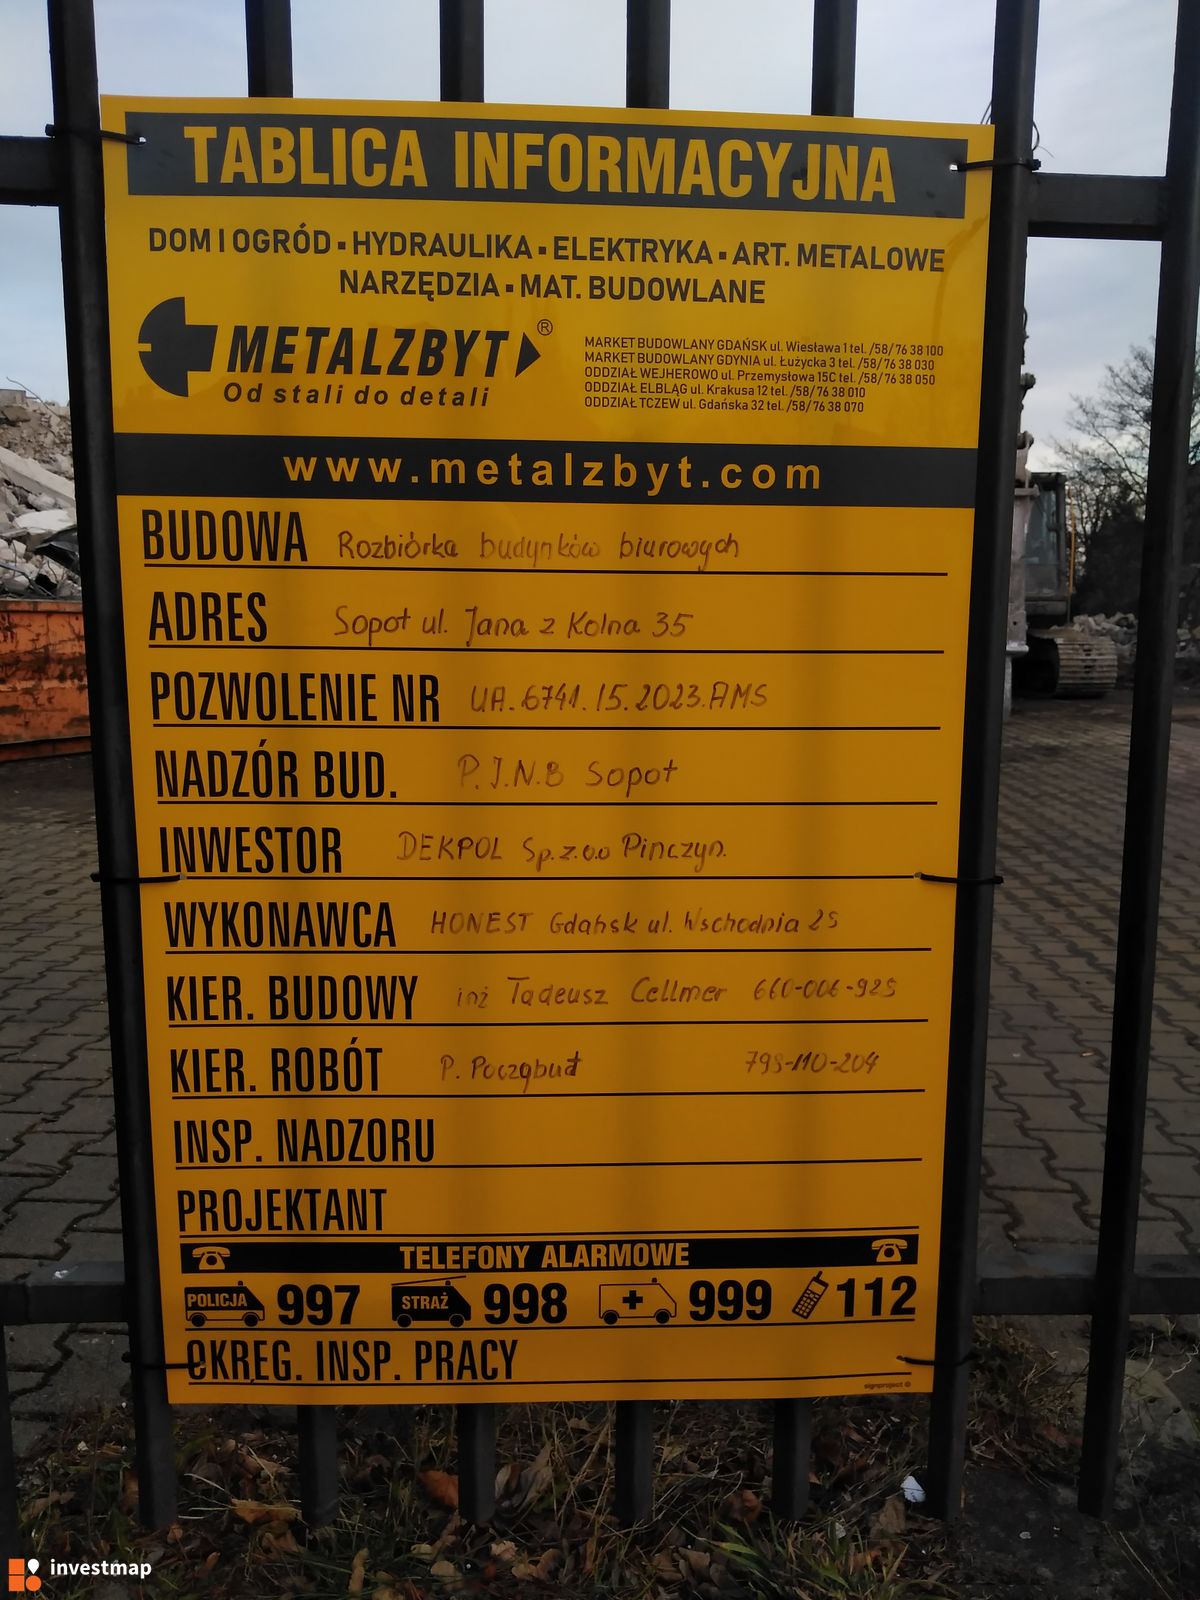 TABLICA INFORMACYJNA
DOM I OGRÓD ▪ HYDRAULIKA ▪ ELEKTRYKA ▪ ART. METALOWE
NARZĘDZIA ▪ MAT. BUDOWLANE
METALZBYT ®
Od stali do detali
MARKET BUDOWLANY GDAŃSK ul. Wiesława 1 tel. /58/ 76 38 100
MARKET BUDOWLANY GDYNIA ul. Łużycka 3 tel. /58/ 76 38 030
ODDZIAŁ WEJHEROWO ul. Przemysłowa 15C tel. /58/ 76 38 050
ODDZIAŁ ELBLĄG ul. Krakusa 12 tel. /58/ 76 38 010
ODDZIAŁ TCZEW ul. Gdańska 32 tel. /58/ 76 38 070
www.metalzbyt.com
BUDOWA Rozbiórka budynków biurowych
ADRES Sopot ul. Jana z Kolna 35
POZWOLENIE NR UA.6741.15.2023.AMS
NADZÓR BUD. P.I.N.B Sopot
INWESTOR DEKPOL Sp.z.o.o Pinczyn.
WYKONAWCA HONEST Gdańsk ul. Wschodnia 25
KIER. BUDOWY inż Tadeusz Cellmer 660-006-925
KIER. ROBÓT P. Począbut 795-110-204
INSP. NADZORU
PROJEKTANT
TELEFONY ALARMOWE
POLICJA 997 STRAŻ 998 999 112
OKRĘG. INSP. PRACY
signproject ©
investmap